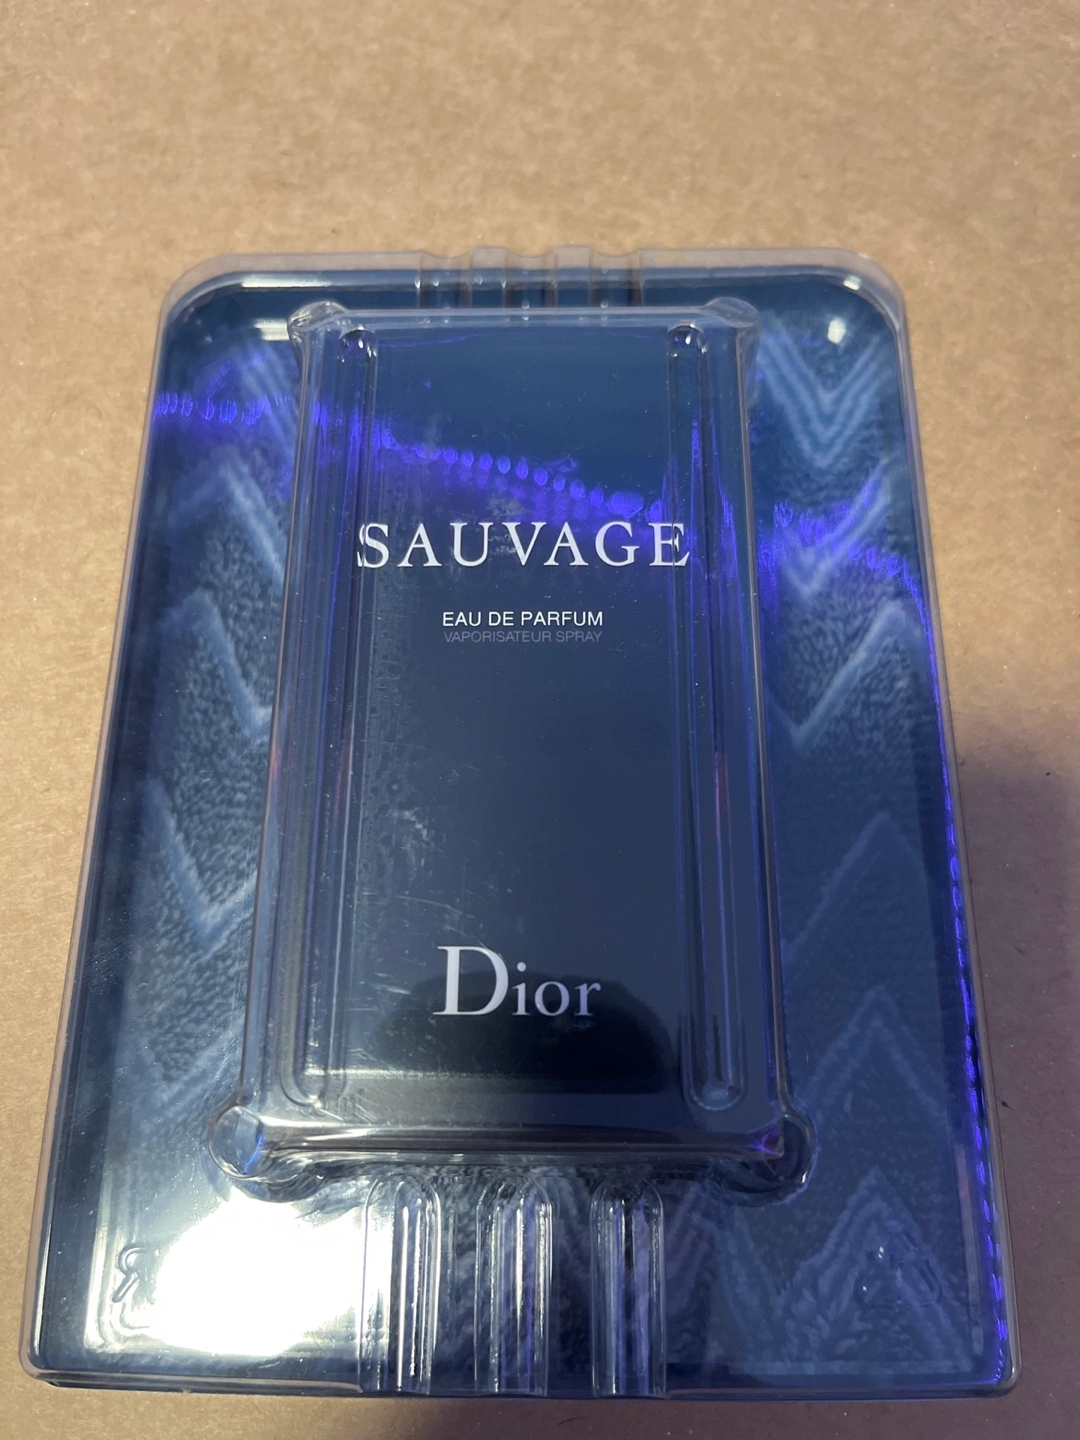 SAUVAGE
EAU DE PARFUM
VAPORISATEUR SPRAY
Dior